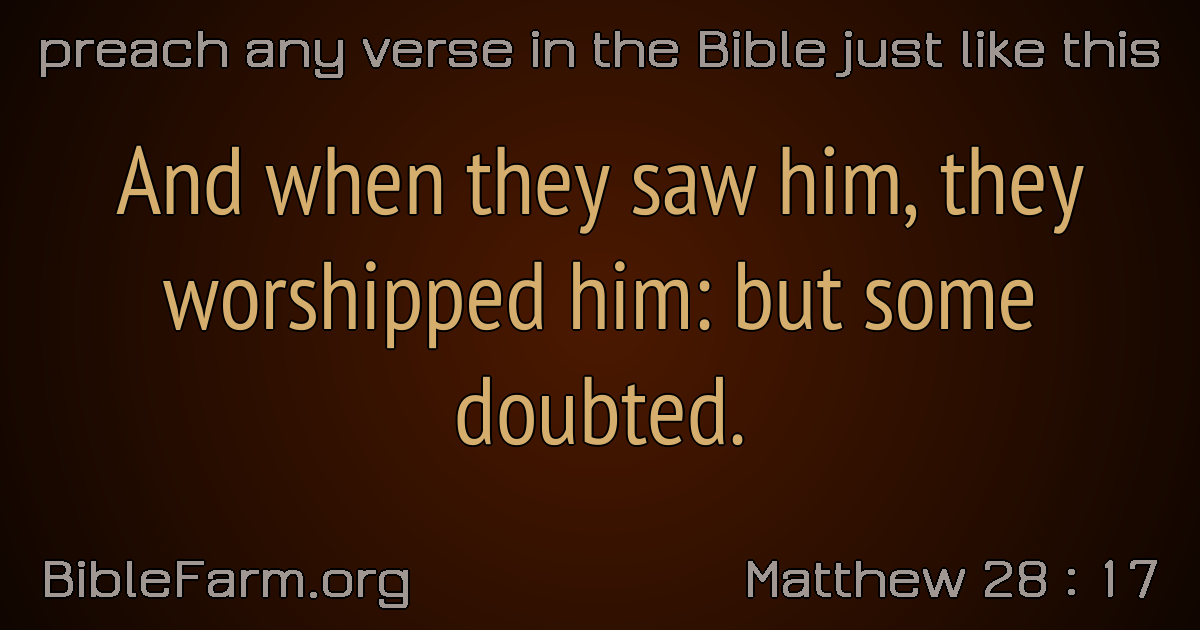 preach any verse in the Bible just like this
And when they saw him, they
worshipped him: but some
doubted.
BibleFarm.org
Matthew 28 : 17